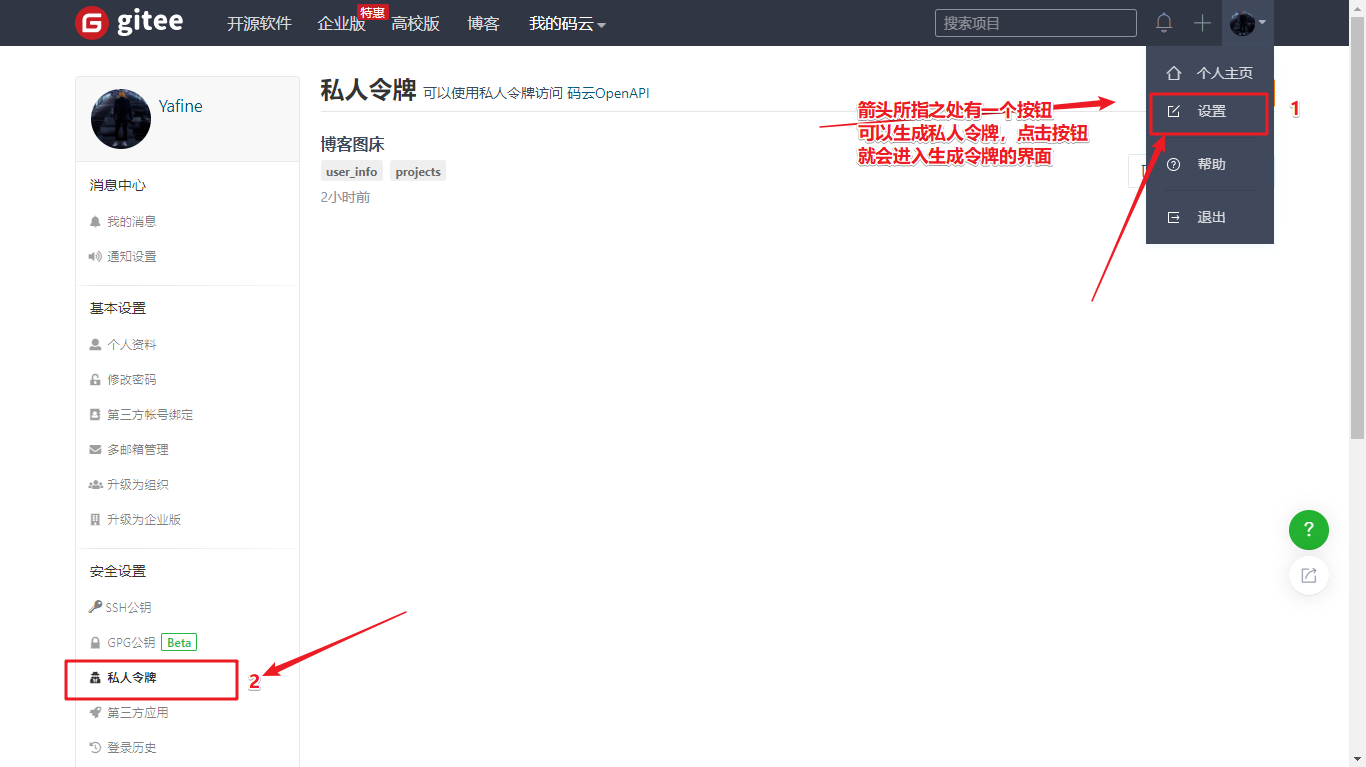 gitee 开源软件 企业版 特惠 高校版 博客 我的码云 搜索项目
个人主页
设置
1
帮助
退出
Yafine
消息中心
我的消息
通知设置
基本设置
个人资料
修改密码
第三方帐号绑定
多邮箱管理
升级为组织
升级为企业版
安全设置
SSH公钥
GPG公钥 Beta
私人令牌
2
第三方应用
登录历史
私人令牌 可以使用私人令牌访问 码云OpenAPI
博客图床
user_info projects
2小时前
箭头所指之处有一个按钮
可以生成私人令牌，点击按钮
就会进入生成令牌的界面
?